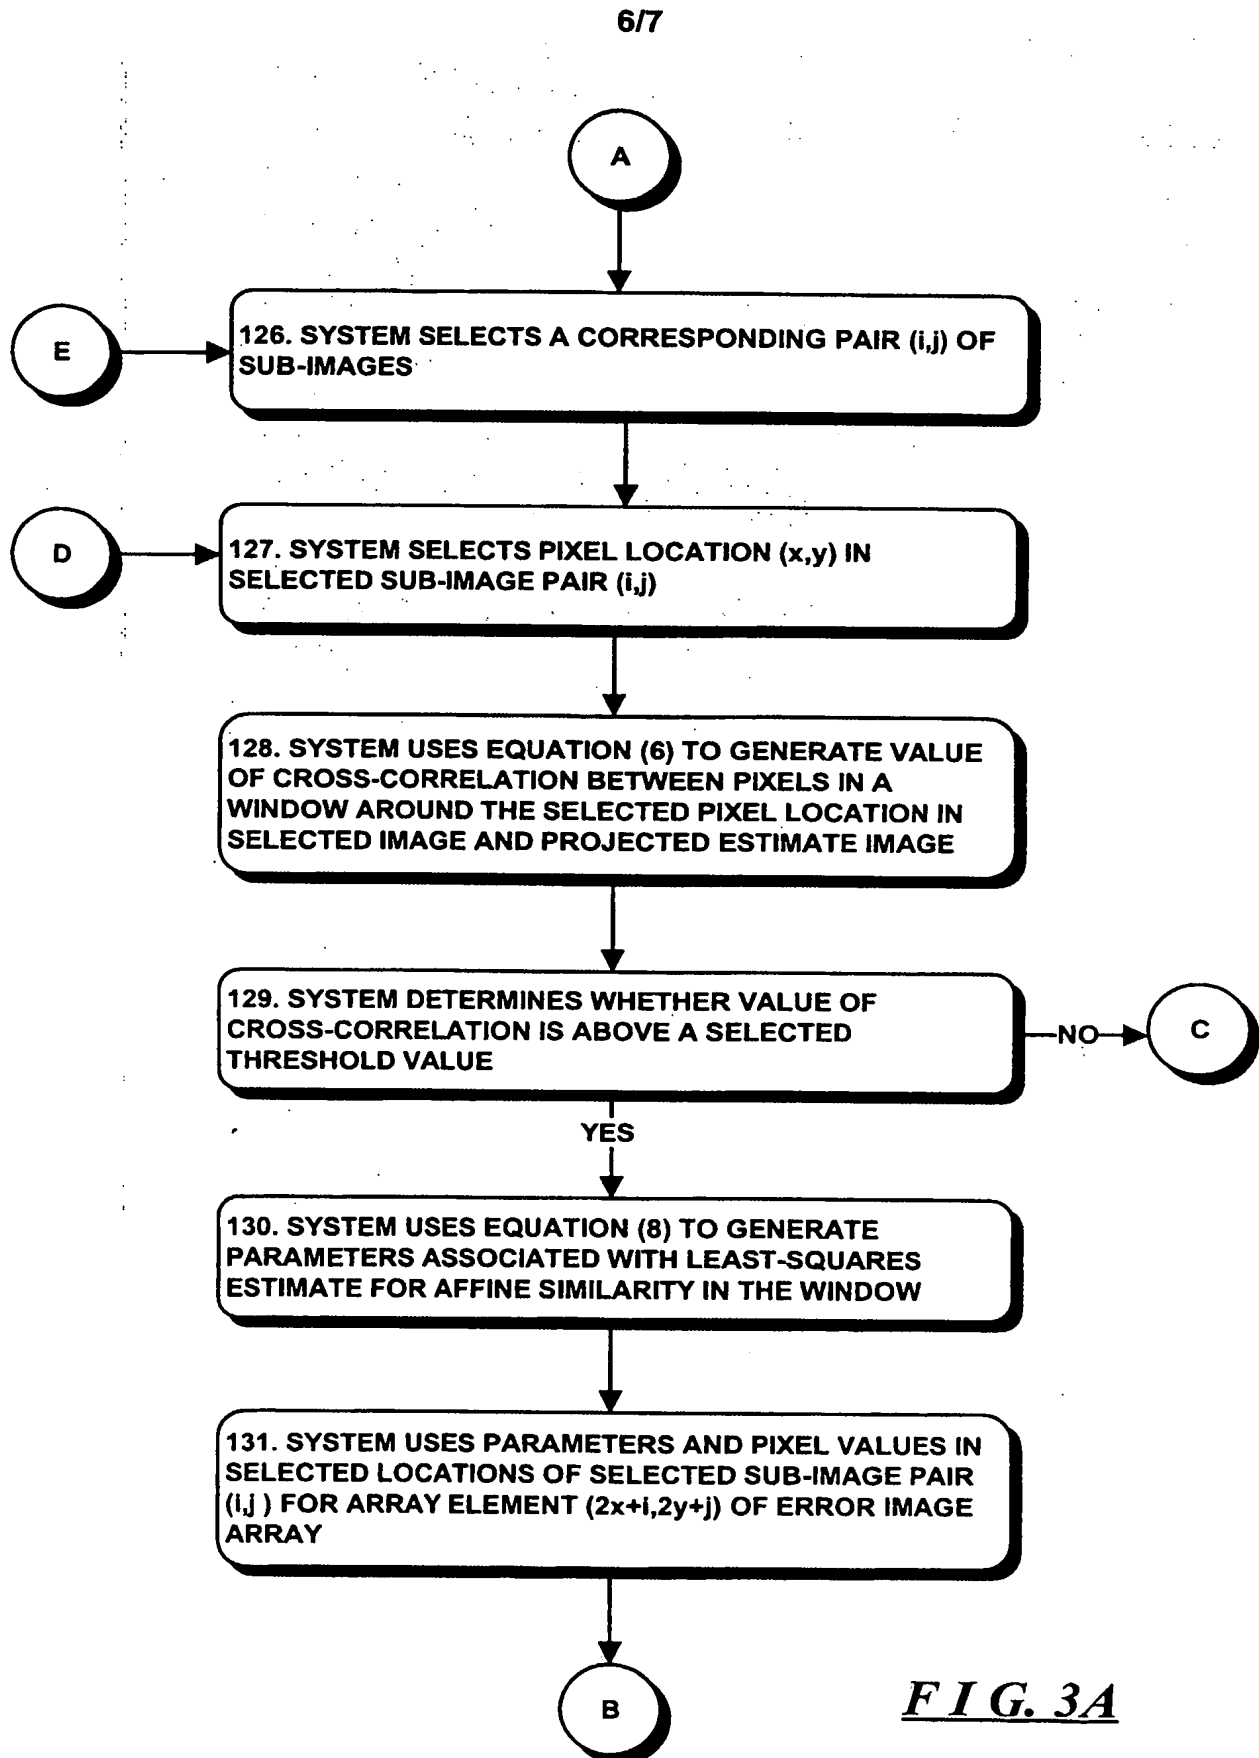 6/7
A
E
126. SYSTEM SELECTS A CORRESPONDING PAIR (i,j) OF
SUB-IMAGES
D
127. SYSTEM SELECTS PIXEL LOCATION (x,y) IN
SELECTED SUB-IMAGE PAIR (i,j)
128. SYSTEM USES EQUATION (6) TO GENERATE VALUE
OF CROSS-CORRELATION BETWEEN PIXELS IN A
WINDOW AROUND THE SELECTED PIXEL LOCATION IN
SELECTED IMAGE AND PROJECTED ESTIMATE IMAGE
129. SYSTEM DETERMINES WHETHER VALUE OF
CROSS-CORRELATION IS ABOVE A SELECTED
THRESHOLD VALUE
NO
C
YES
130. SYSTEM USES EQUATION (8) TO GENERATE
PARAMETERS ASSOCIATED WITH LEAST-SQUARES
ESTIMATE FOR AFFINE SIMILARITY IN THE WINDOW
131. SYSTEM USES PARAMETERS AND PIXEL VALUES IN
SELECTED LOCATIONS OF SELECTED SUB-IMAGE PAIR
(i,j ) FOR ARRAY ELEMENT (2x+i,2y+j) OF ERROR IMAGE
ARRAY
B
FIG. 3A